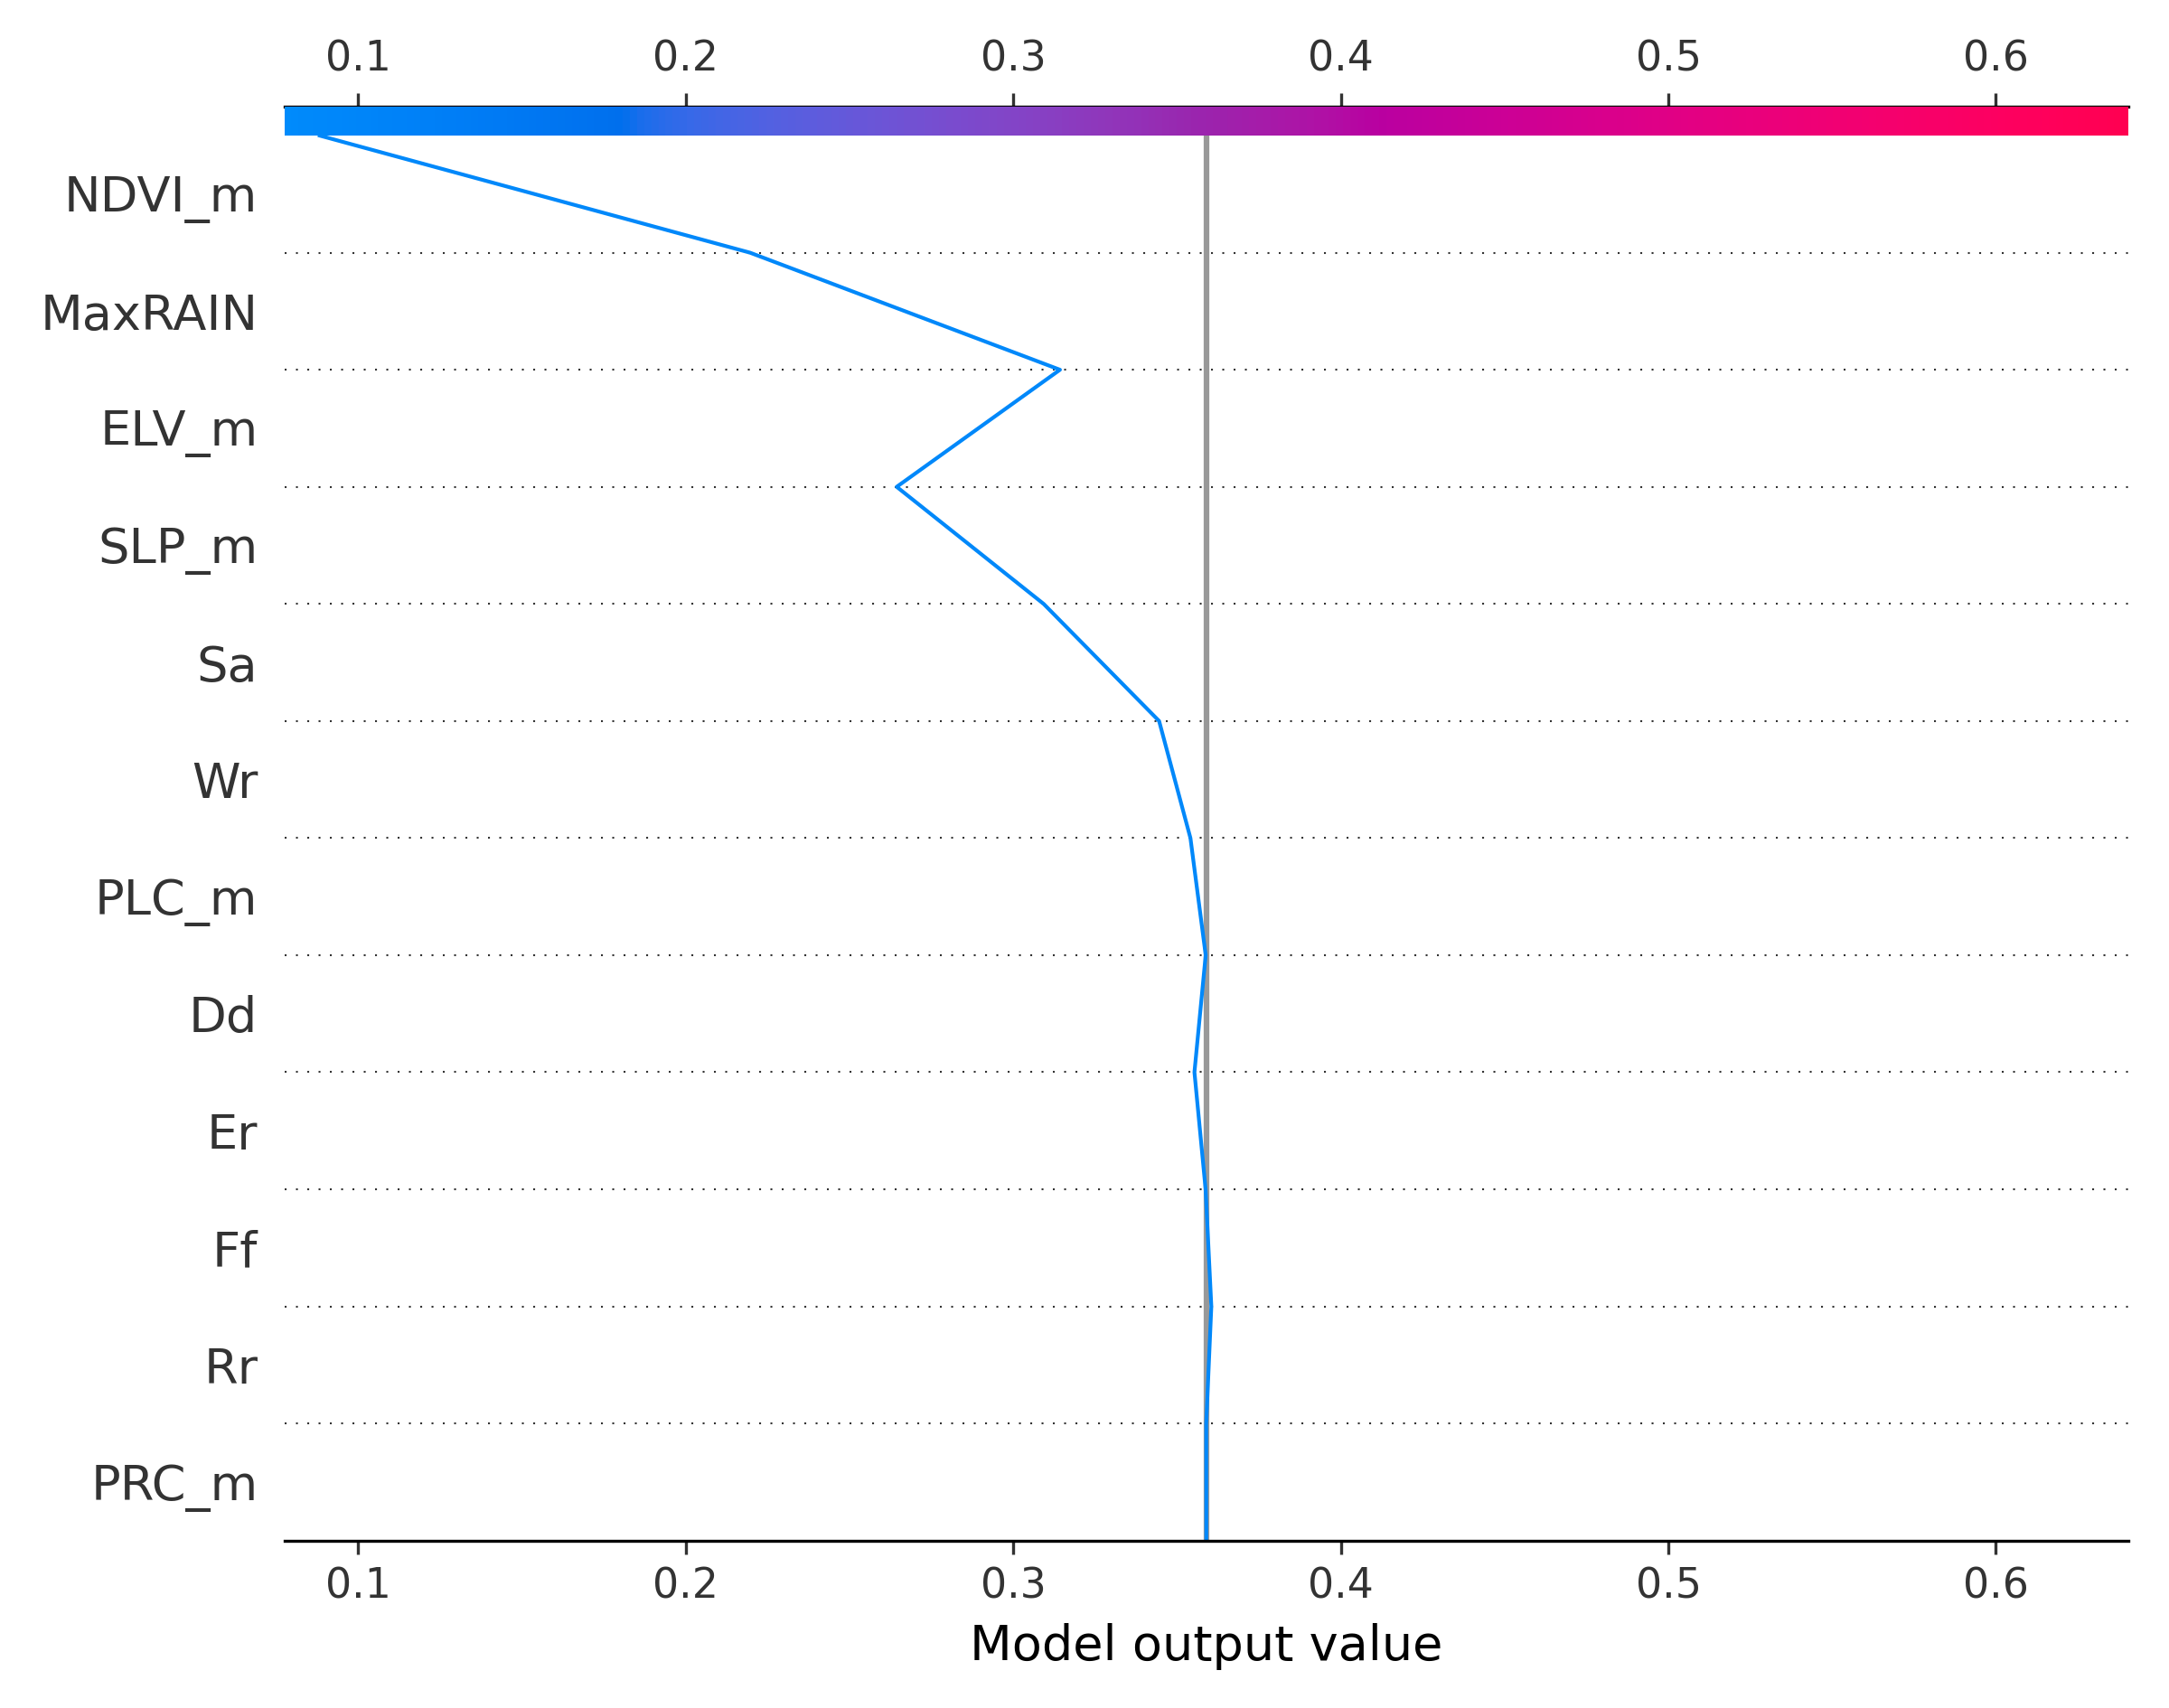 0.1 0.2 0.3 0.4 0.5 0.6
NDVI_m
MaxRAIN
ELV_m
SLP_m
Sa
Wr
PLC_m
Dd
Er
Ff
Rr
PRC_m
0.1 0.2 0.3 0.4 0.5 0.6
Model output value